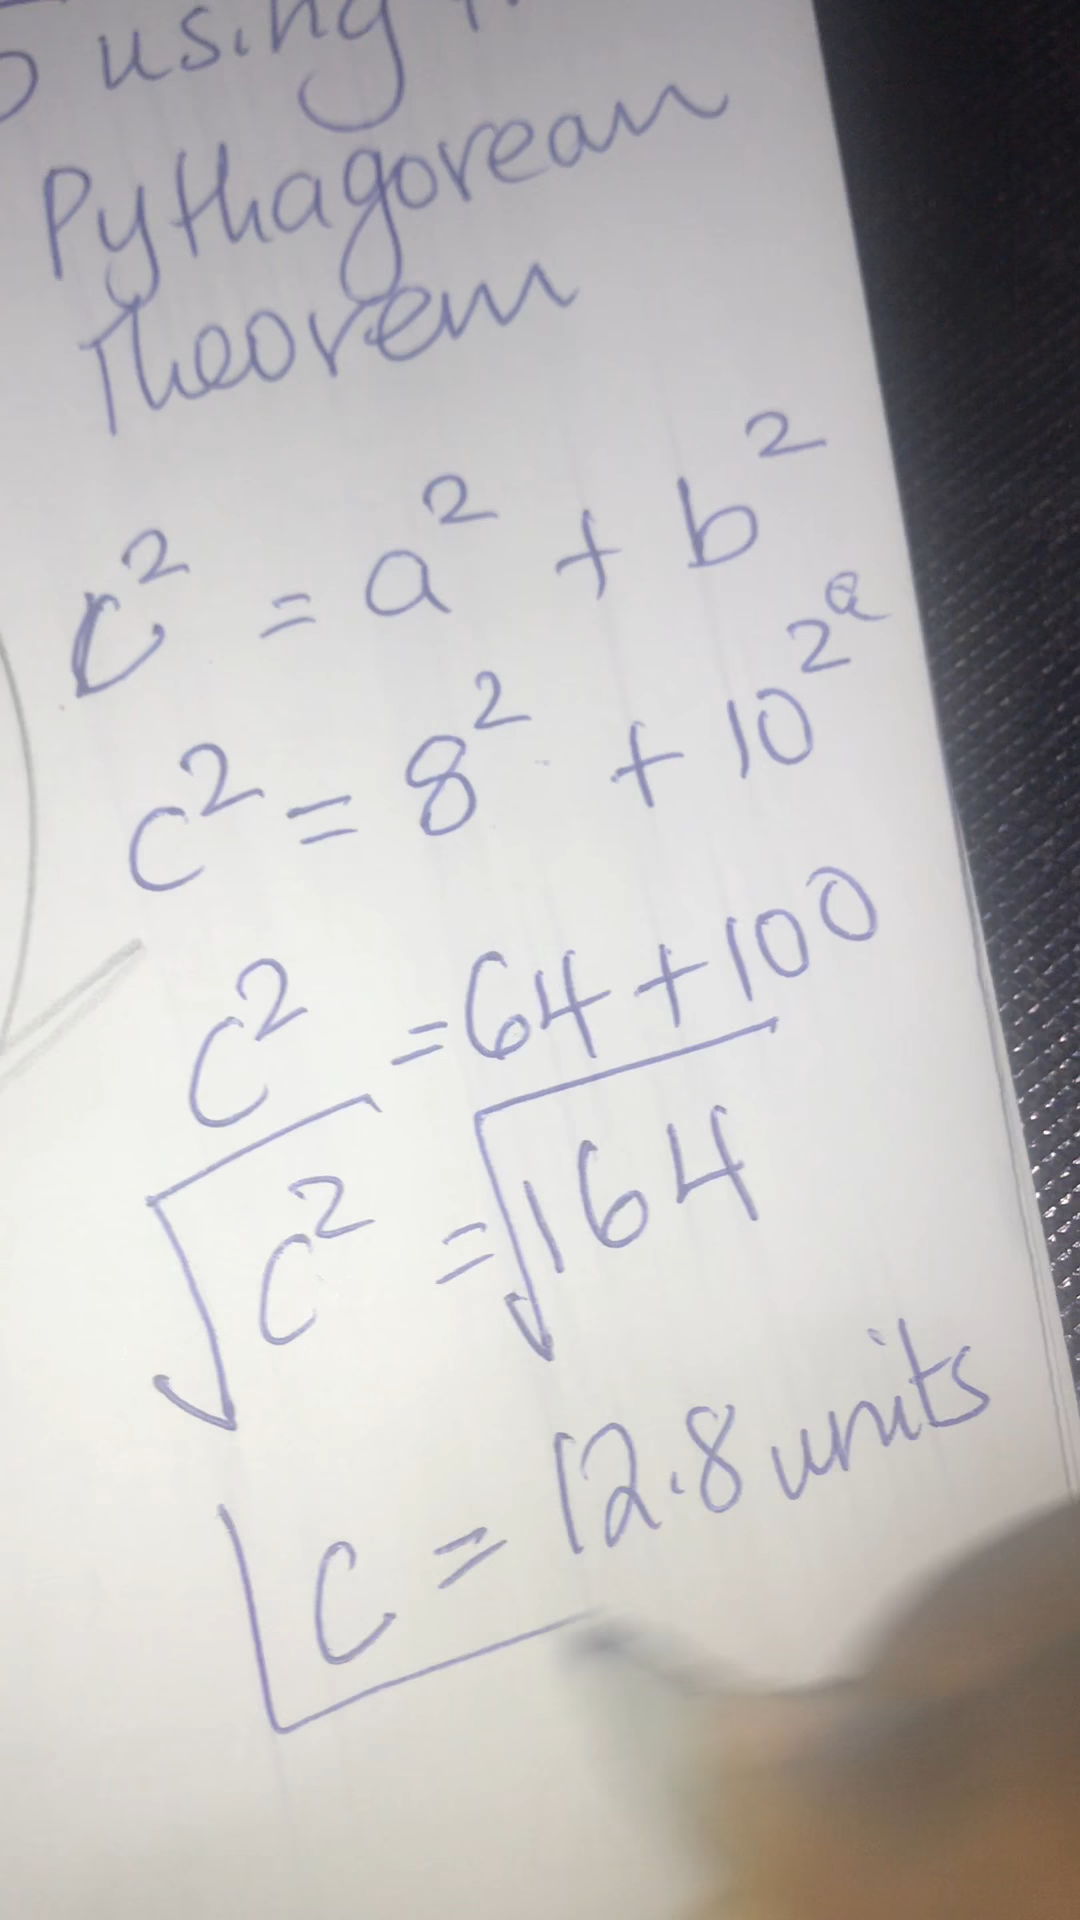 using
Pythagorean
Theorem
c² = a² + b²
c² = 8² + 10²
c² = 64 + 100
√c² = √164
c = 12.8 units